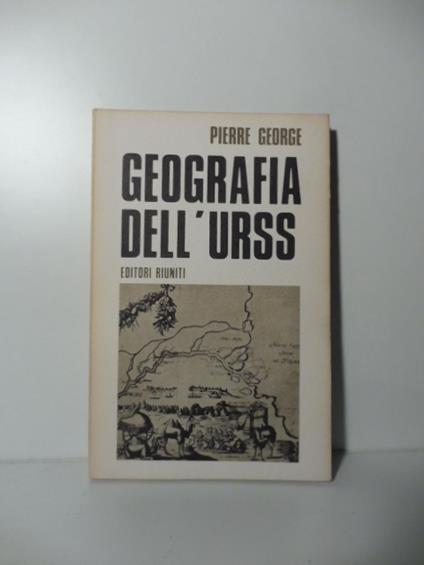 PIERRE GEORGE
GEOGRAFIA
DELL'URSS
EDITORI RIUNITI